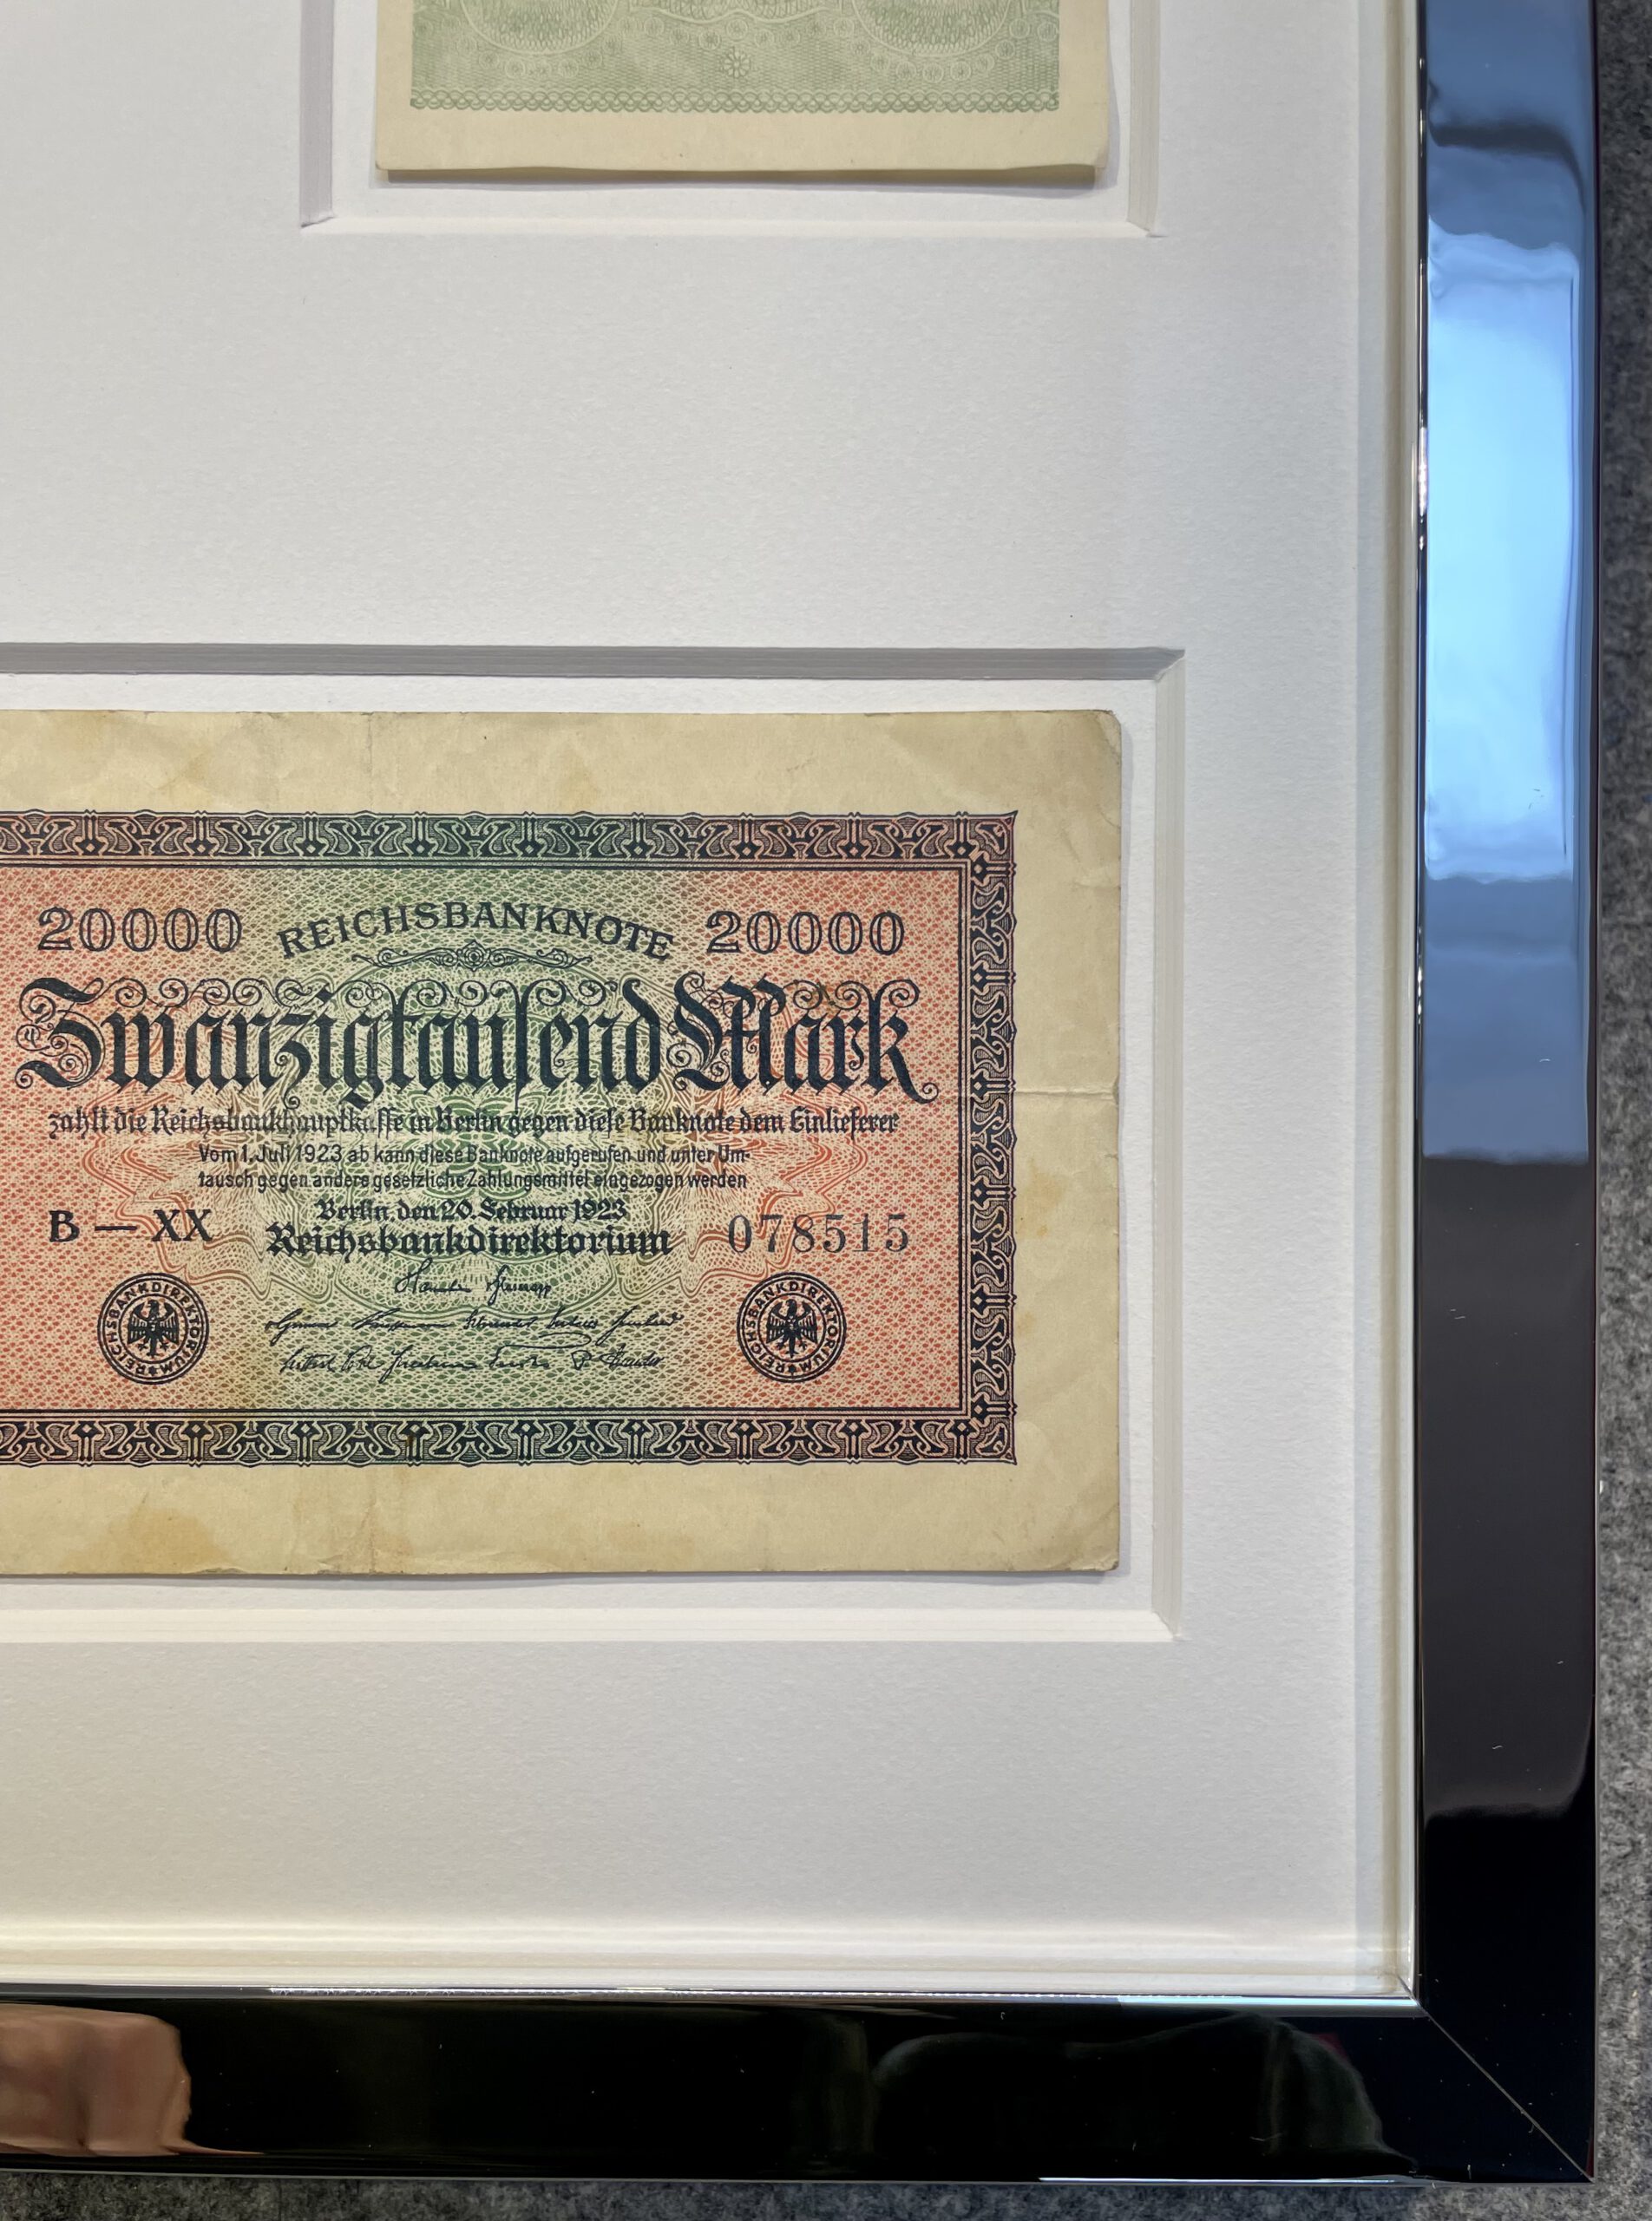 20000 REICHSBANKNOTE 20000
Zwanzigtausend Mark
zahlt die Reichsbankhauptkasse in Berlin gegen diese Banknote dem Einlieferer
Vom 1. Juli 1923 ab kann diese Banknote aufgerufen und unter Um-
tausch gegen andere gesetzliche Zahlungsmittel eingezogen werden
Berlin, den 20. Februar 1923
B — XX Reichsbankdirektorium 078515
REICHSBANKDIREKTORIUM REICHSBANKDIREKTORIUM